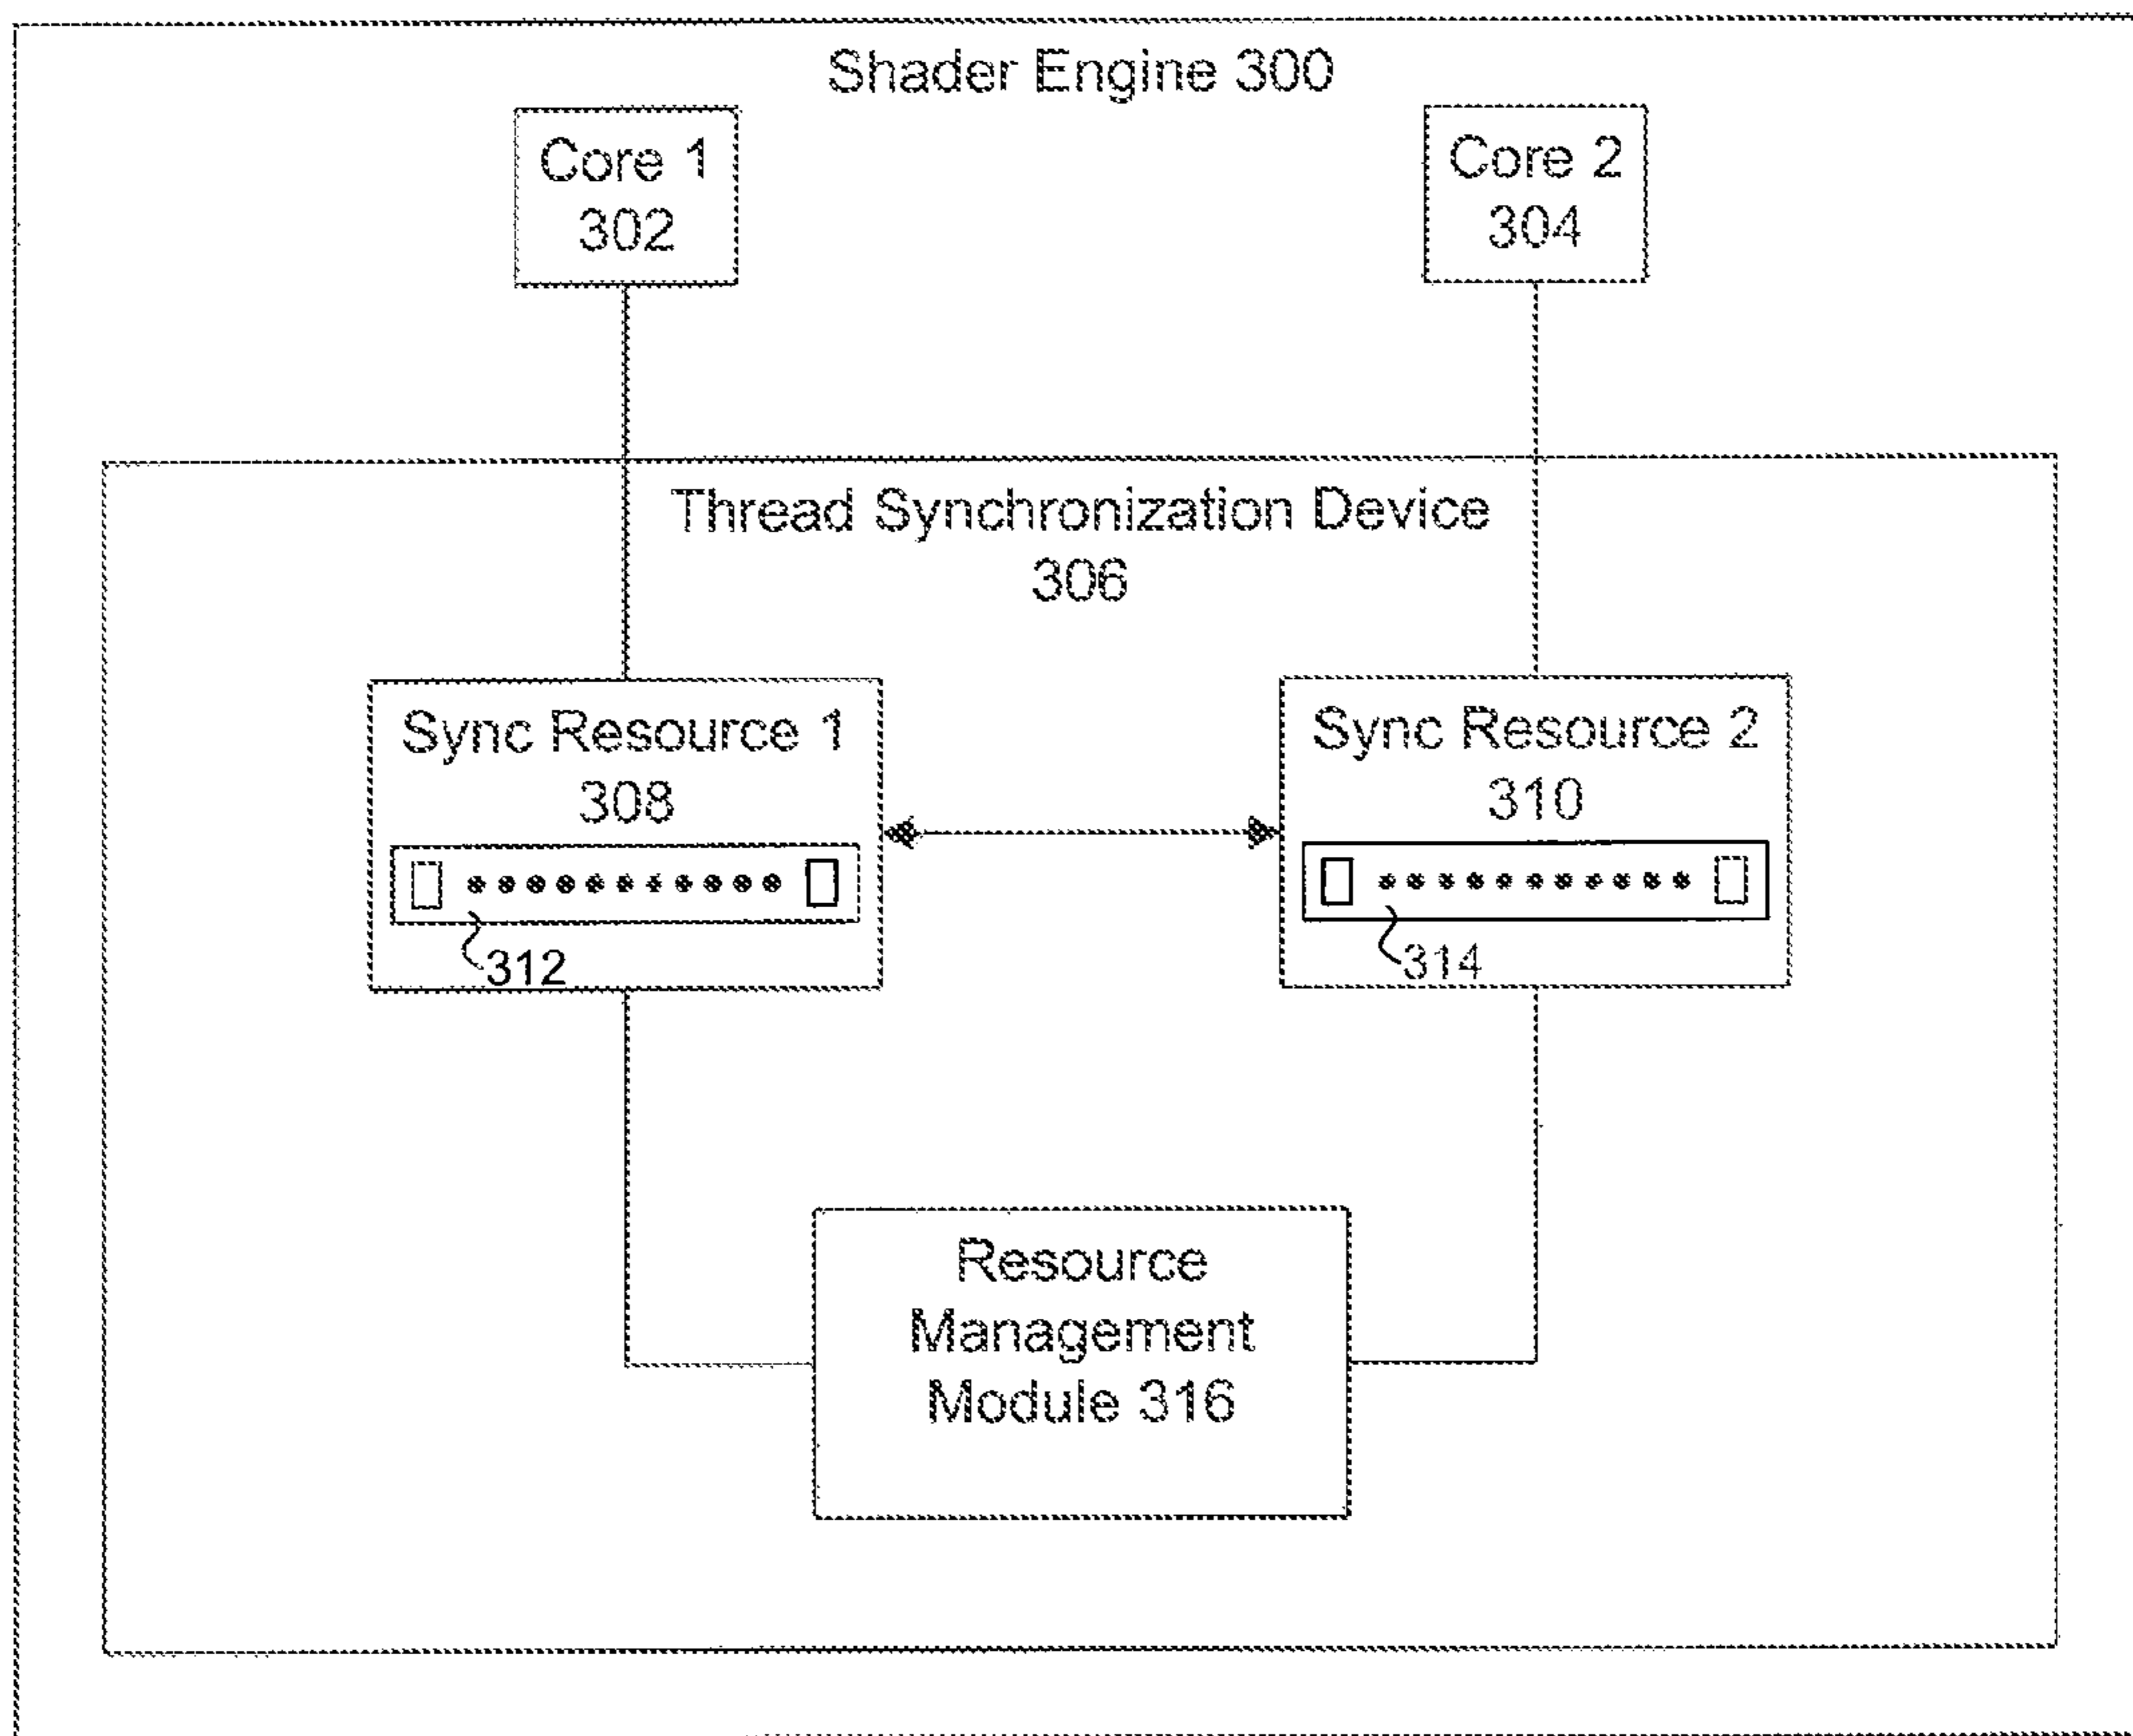 Shader Engine 300
Core 1
302
Core 2
304
Thread Synchronization Device
306
Sync Resource 1
308
312
Sync Resource 2
310
314
Resource
Management
Module 316